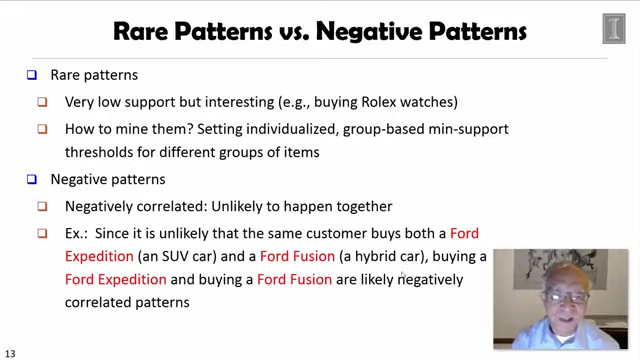 Rare Patterns vs. Negative Patterns
I
Rare patterns
Very low support but interesting (e.g., buying Rolex watches)
How to mine them? Setting individualized, group-based min-support
thresholds for different groups of items
Negative patterns
Negatively correlated: Unlikely to happen together
Ex.: Since it is unlikely that the same customer buys both a Ford
Expedition (an SUV car) and a Ford Fusion (a hybrid car), buying a
Ford Expedition and buying a Ford Fusion are likely negatively
correlated patterns
13